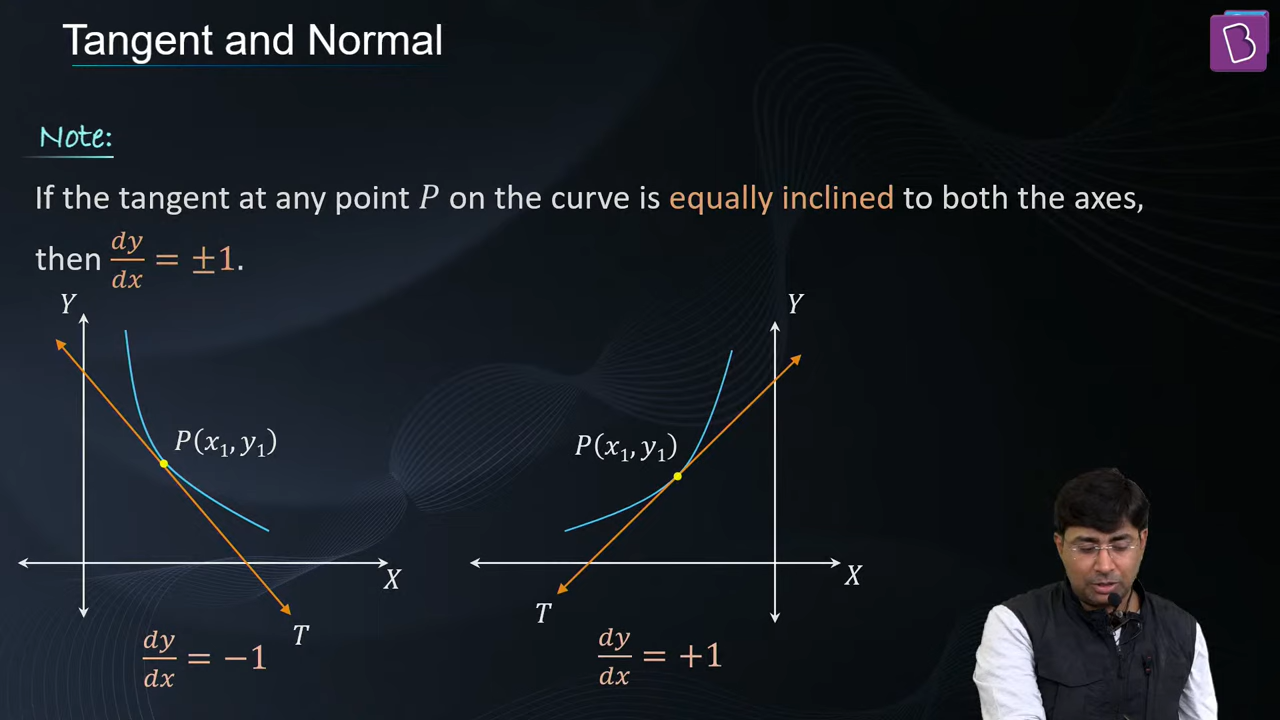 Tangent and Normal
B
Note:
If the tangent at any point P on the curve is equally inclined to both the axes,
then dy/dx = ±1.
Y
Y
P(x₁, y₁)
P(x₁, y₁)
X
X
T
T
dy/dx = −1
dy/dx = +1